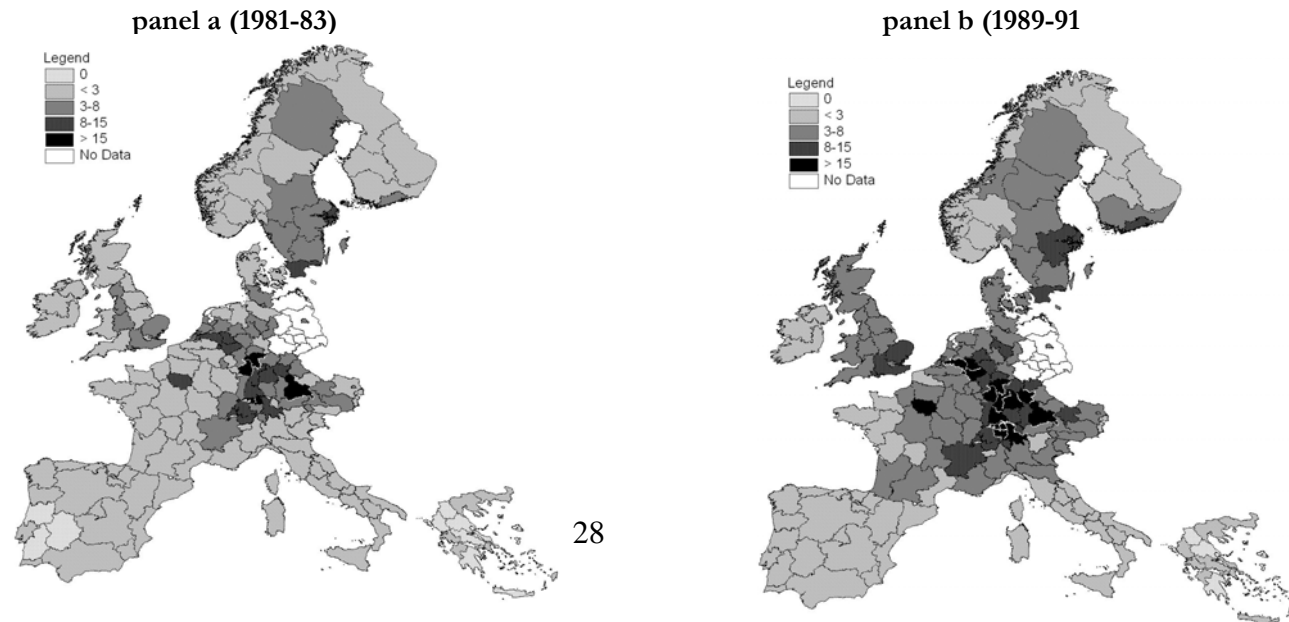 panel a (1981-83)
Legend
0
< 3
3-8
8-15
> 15
No Data
panel b (1989-91
Legend
0
< 3
3-8
8-15
> 15
No Data
28